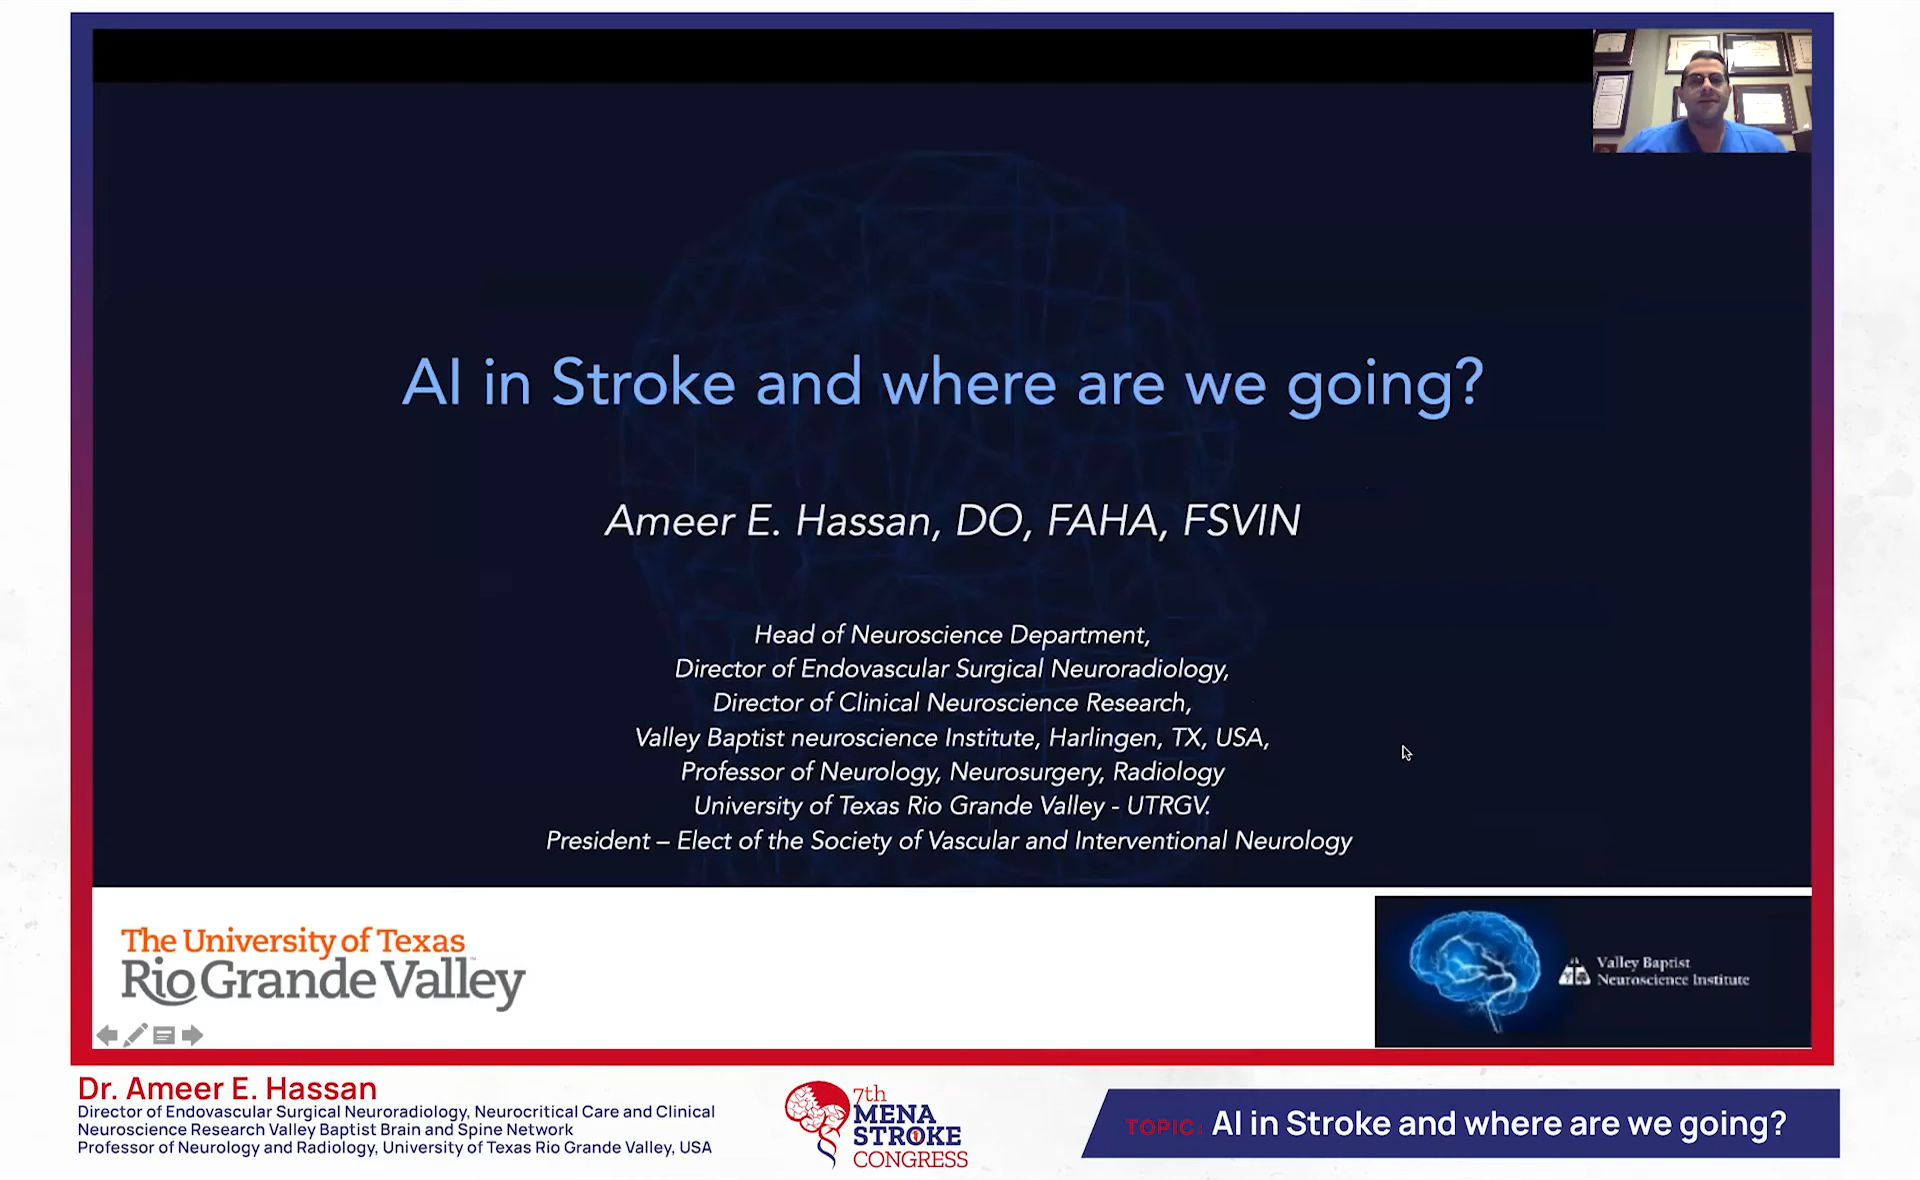 AI in Stroke and where are we going?
Ameer E. Hassan, DO, FAHA, FSVIN
Head of Neuroscience Department,
Director of Endovascular Surgical Neuroradiology,
Director of Clinical Neuroscience Research,
Valley Baptist neuroscience Institute, Harlingen, TX, USA,
Professor of Neurology, Neurosurgery, Radiology
University of Texas Rio Grande Valley - UTRGV.
President – Elect of the Society of Vascular and Interventional Neurology
The University of Texas
Rio Grande Valley
Valley Baptist
Neuroscience Institute
Dr. Ameer E. Hassan
Director of Endovascular Surgical Neuroradiology, Neurocritical Care and Clinical
Neuroscience Research Valley Baptist Brain and Spine Network
Professor of Neurology and Radiology, University of Texas Rio Grande Valley, USA
7th
MENA
STROKE
CONGRESS
TOPIC: AI in Stroke and where are we going?